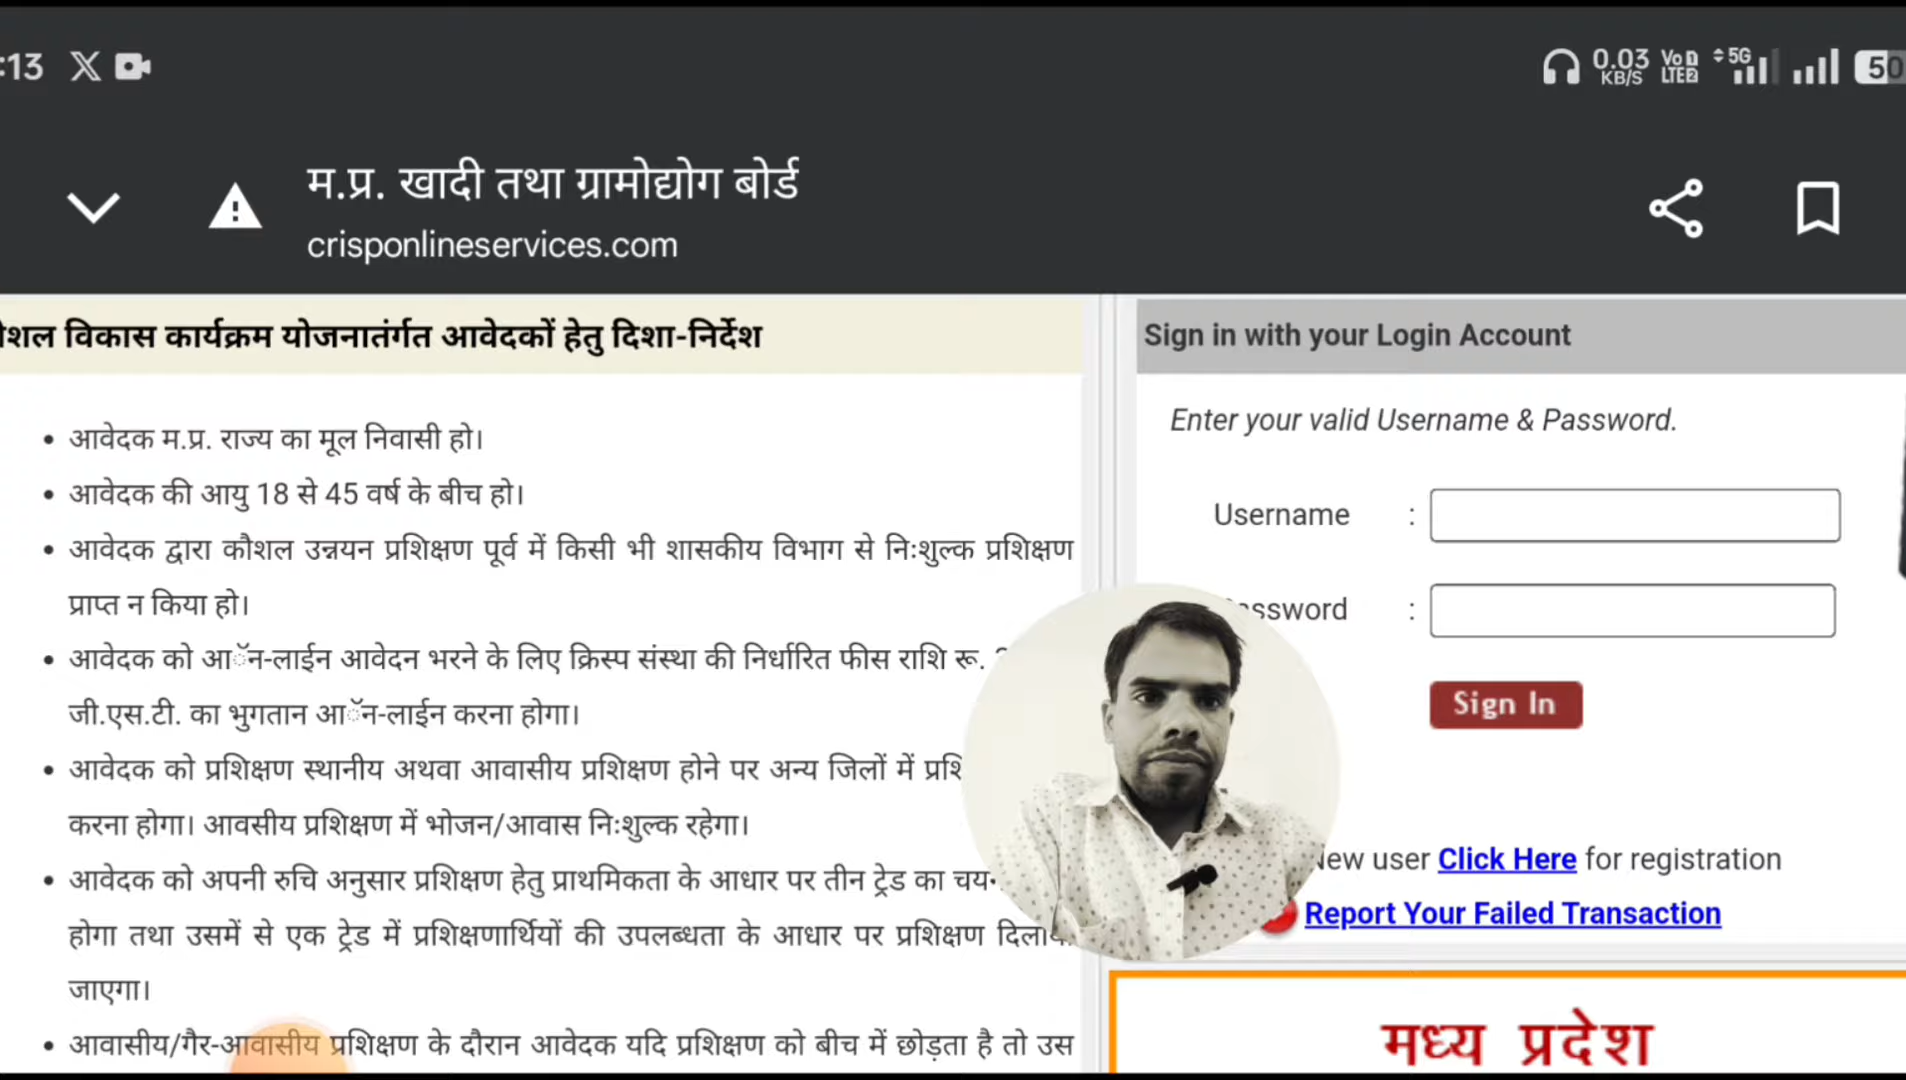 :13 X 0.03 KB/S Vo LTE 2 5G 50
म.प्र. खादी तथा ग्रामोद्योग बोर्ड
crisponlineservices.com
विकास कार्यक्रम योजनातंर्गत आवेदकों हेतु दिशा-निर्देश
आवेदक म.प्र. राज्य का मूल निवासी हो।
आवेदक की आयु 18 से 45 वर्ष के बीच हो।
आवेदक द्वारा कौशल उन्नयन प्रशिक्षण पूर्व में किसी भी शासकीय विभाग से निःशुल्क प्रशिक्षण
प्राप्त न किया हो।
आवेदक को आॅन-लाईन आवेदन भरने के लिए क्रिस्प संस्था की निर्धारित फीस राशि रू.
जी.एस.टी. का भुगतान आॅन-लाईन करना होगा।
आवेदक को प्रशिक्षण स्थानीय अथवा आवासीय प्रशिक्षण होने पर अन्य जिलों में
करना होगा। आवसीय प्रशिक्षण में भोजन/आवास निःशुल्क रहेगा।
आवेदक को अपनी रुचि अनुसार प्रशिक्षण हेतु प्राथमिकता के आधार पर तीन ट्रेड का
होगा तथा उसमें से एक ट्रेड में प्रशिक्षणार्थियों की उपलब्धता के आधार पर प्रशिक्षण
जाएगा।
आवासीय/गैर-आवासीय प्रशिक्षण के दौरान आवेदक यदि प्रशिक्षण को बीच में छोड़ता है तो उस
Sign in with your Login Account
Enter your valid Username & Password.
Username :
:
Sign In
Click Here for registration
Report Your Failed Transaction
मध्य प्रदेश